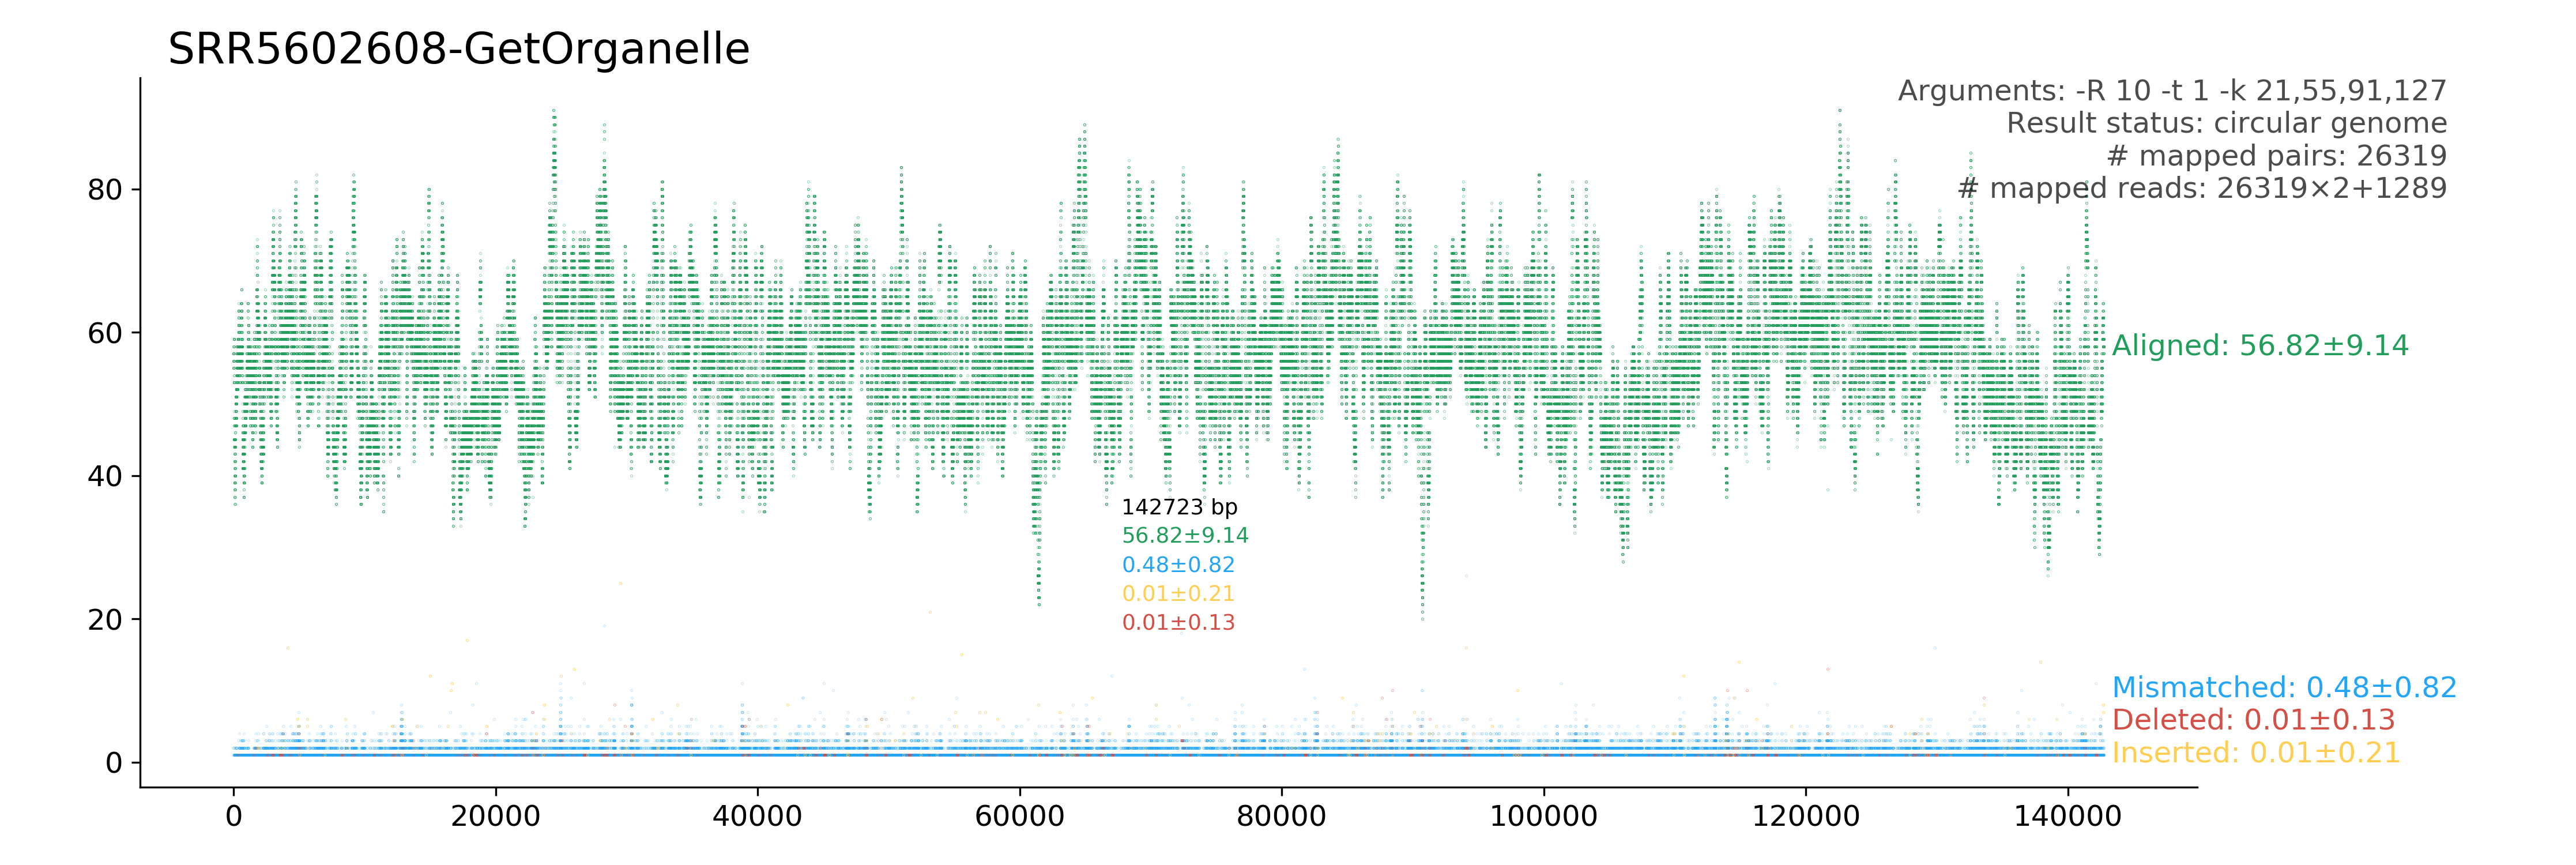 SRR5602608-GetOrganelle
Arguments: -R 10 -t 1 -k 21,55,91,127
Result status: circular genome
# mapped pairs: 26319
# mapped reads: 26319×2+1289
80
60
40
20
0
Aligned: 56.82±9.14
142723 bp
56.82±9.14
0.48±0.82
0.01±0.21
0.01±0.13
Mismatched: 0.48±0.82
Deleted: 0.01±0.13
Inserted: 0.01±0.21
0 20000 40000 60000 80000 100000 120000 140000